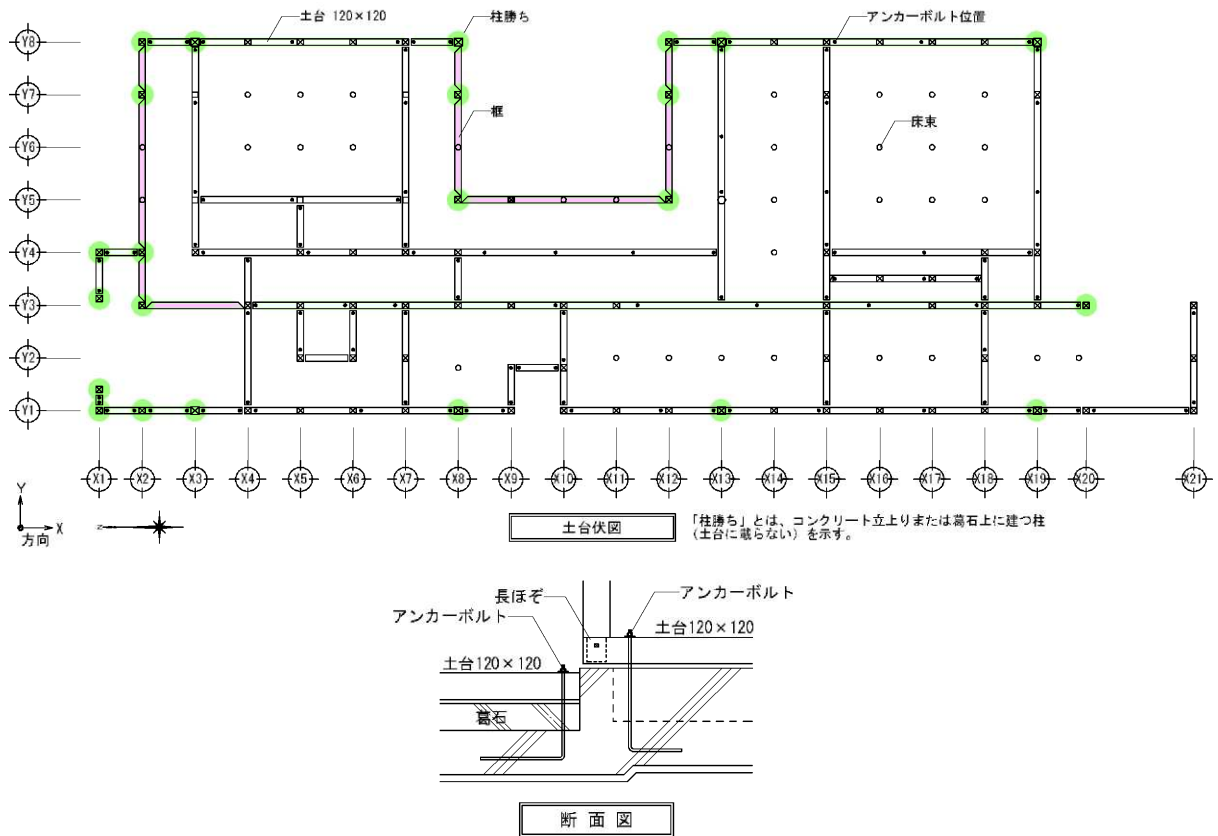 土台 120×120
柱勝ち
アンカーボルト位置
Y8
Y7
框
床束
Y6
Y5
Y4
Y3
Y2
Y1
X1 X2 X3 X4 X5 X6 X7 X8 X9 X10 X11 X12 X13 X14 X15 X16 X17 X18 X19 X20 X21
Y
X
方向
Z
土台伏図
「柱勝ち」とは、コンクリート立上りまたは葛石上に建つ柱
(土台に載らない)を示す。
長ほぞ
アンカーボルト
アンカーボルト
土台120×120
土台120×120
葛石
断面図